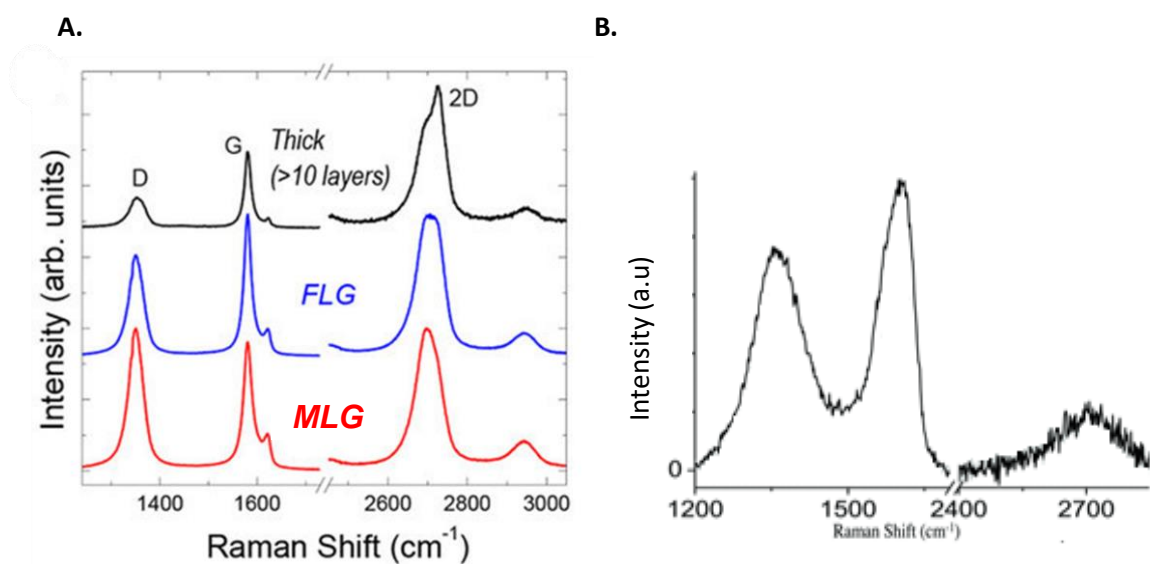 A.
Intensity (arb. units)
D
G
Thick
(>10 layers)
2D
FLG
MLG
1400
1600
2600
2800
3000
Raman Shift (cm-1)
B.
Intensity (a.u)
0
1200
1500
2400
2700
Raman Shift (cm-1)